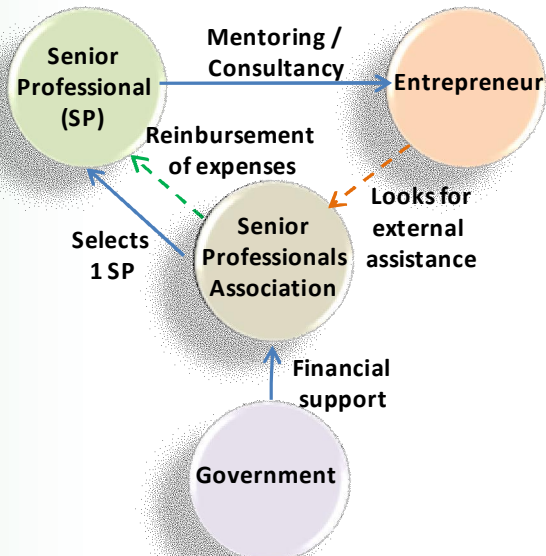 Senior
Professional
(SP)
Mentoring /
Consultancy
Entrepreneur
Reinbursement
of expenses
Looks for
external
assistance
Selects
1 SP
Senior
Professionals
Association
Financial
support
Government